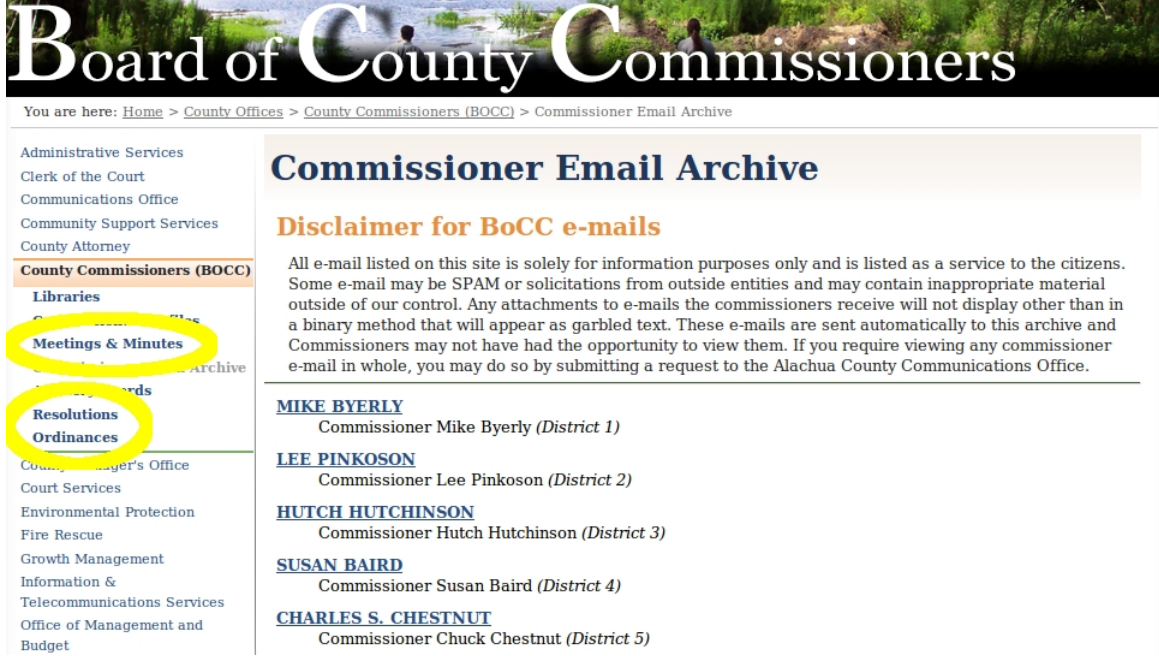 Board of County Commissioners
You are here: Home > County Offices > County Commissioners (BOCC) > Commissioner Email Archive
Administrative Services
Clerk of the Court
Communications Office
Community Support Services
County Attorney
County Commissioners (BOCC)
Libraries
Meetings & Minutes
Archive
Resolutions
Ordinances
Office
Court Services
Environmental Protection
Fire Rescue
Growth Management
Information &
Telecommunications Services
Office of Management and
Budget
Commissioner Email Archive
Disclaimer for BoCC e-mails
All e-mail listed on this site is solely for information purposes only and is listed as a service to the citizens.
Some e-mail may be SPAM or solicitations from outside entities and may contain inappropriate material
outside of our control. Any attachments to e-mails the commissioners receive will not display other than in
a binary method that will appear as garbled text. These e-mails are sent automatically to this archive and
Commissioners may not have had the opportunity to view them. If you require viewing any commissioner
e-mail in whole, you may do so by submitting a request to the Alachua County Communications Office.
MIKE BYERLY
Commissioner Mike Byerly (District 1)
LEE PINKOSON
Commissioner Lee Pinkoson (District 2)
HUTCH HUTCHINSON
Commissioner Hutch Hutchinson (District 3)
SUSAN BAIRD
Commissioner Susan Baird (District 4)
CHARLES S. CHESTNUT
Commissioner Chuck Chestnut (District 5)